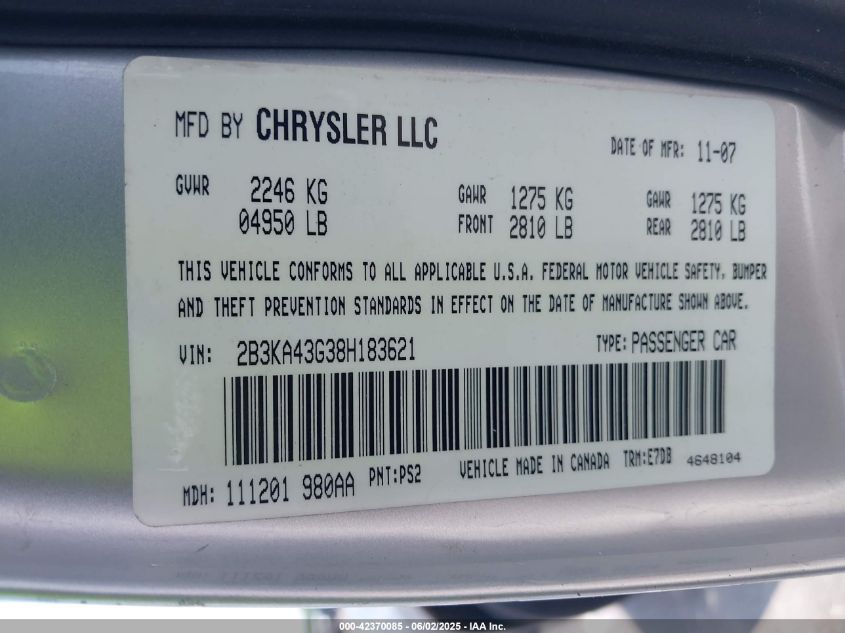 MFD BY CHRYSLER LLC
DATE OF MFR: 11-07
GVWR 2246 KG
04950 LB
GAWR 1275 KG
FRONT 2810 LB
GAWR 1275 KG
REAR 2810 LB
THIS VEHICLE CONFORMS TO ALL APPLICABLE U.S.A. FEDERAL MOTOR VEHICLE SAFETY, BUMPER
AND THEFT PREVENTION STANDARDS IN EFFECT ON THE DATE OF MANUFACTURE SHOWN ABOVE.
VIN: 2B3KA43G38H183621
TYPE: PASSENGER CAR
MDH: 111201 980AA
PNT:PS2
VEHICLE MADE IN CANADA
TRM:E7DB
4648104
000-42370085 - 06/02/2025 - IAA Inc.